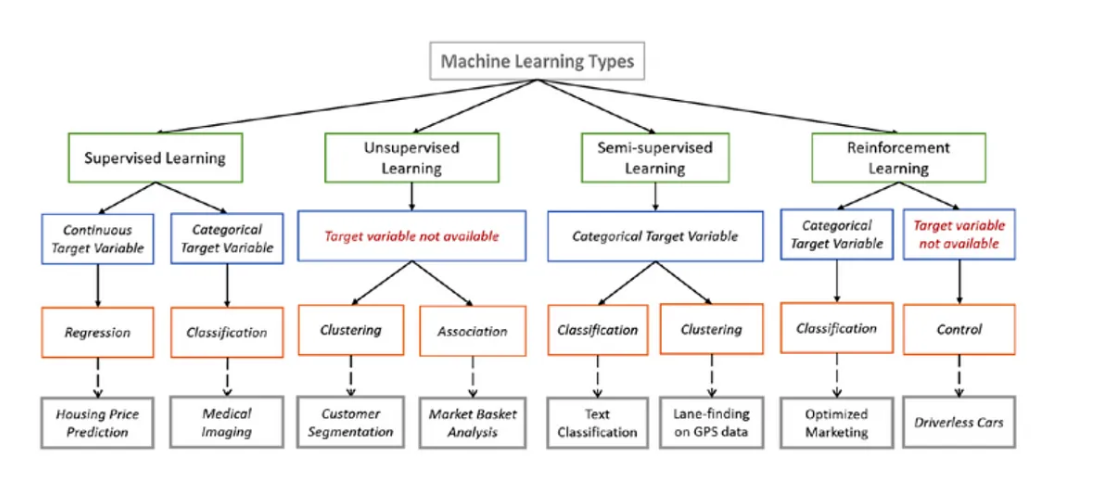 Machine Learning Types
Supervised Learning
Unsupervised
Learning
Semi-supervised
Learning
Reinforcement
Learning
Continuous
Target Variable
Categorical
Target Variable
Target variable not available
Categorical Target Variable
Categorical
Target Variable
Target variable
not available
Regression
Classification
Clustering
Association
Classification
Clustering
Classification
Control
Housing Price
Prediction
Medical
Imaging
Customer
Segmentation
Market Basket
Analysis
Text
Classification
Lane-finding
on GPS data
Optimized
Marketing
Driverless Cars